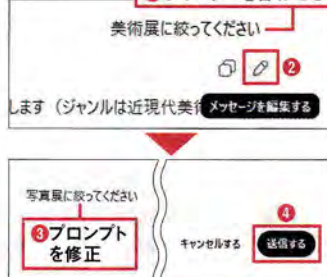 美術展に絞ってください
❷
します（ジャンルは近現代美術
メッセージを編集する
写真展に絞ってください
❸プロンプト
を修正
❹
キャンセルする
送信する